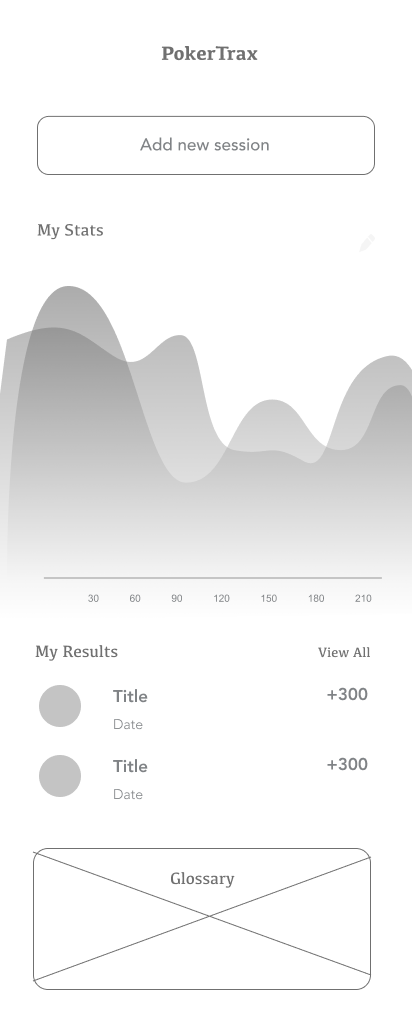 PokerTrax
Add new session
My Stats
30 60 90 120 150 180 210
My Results View All
Title +300
Date
Title +300
Date
Glossary